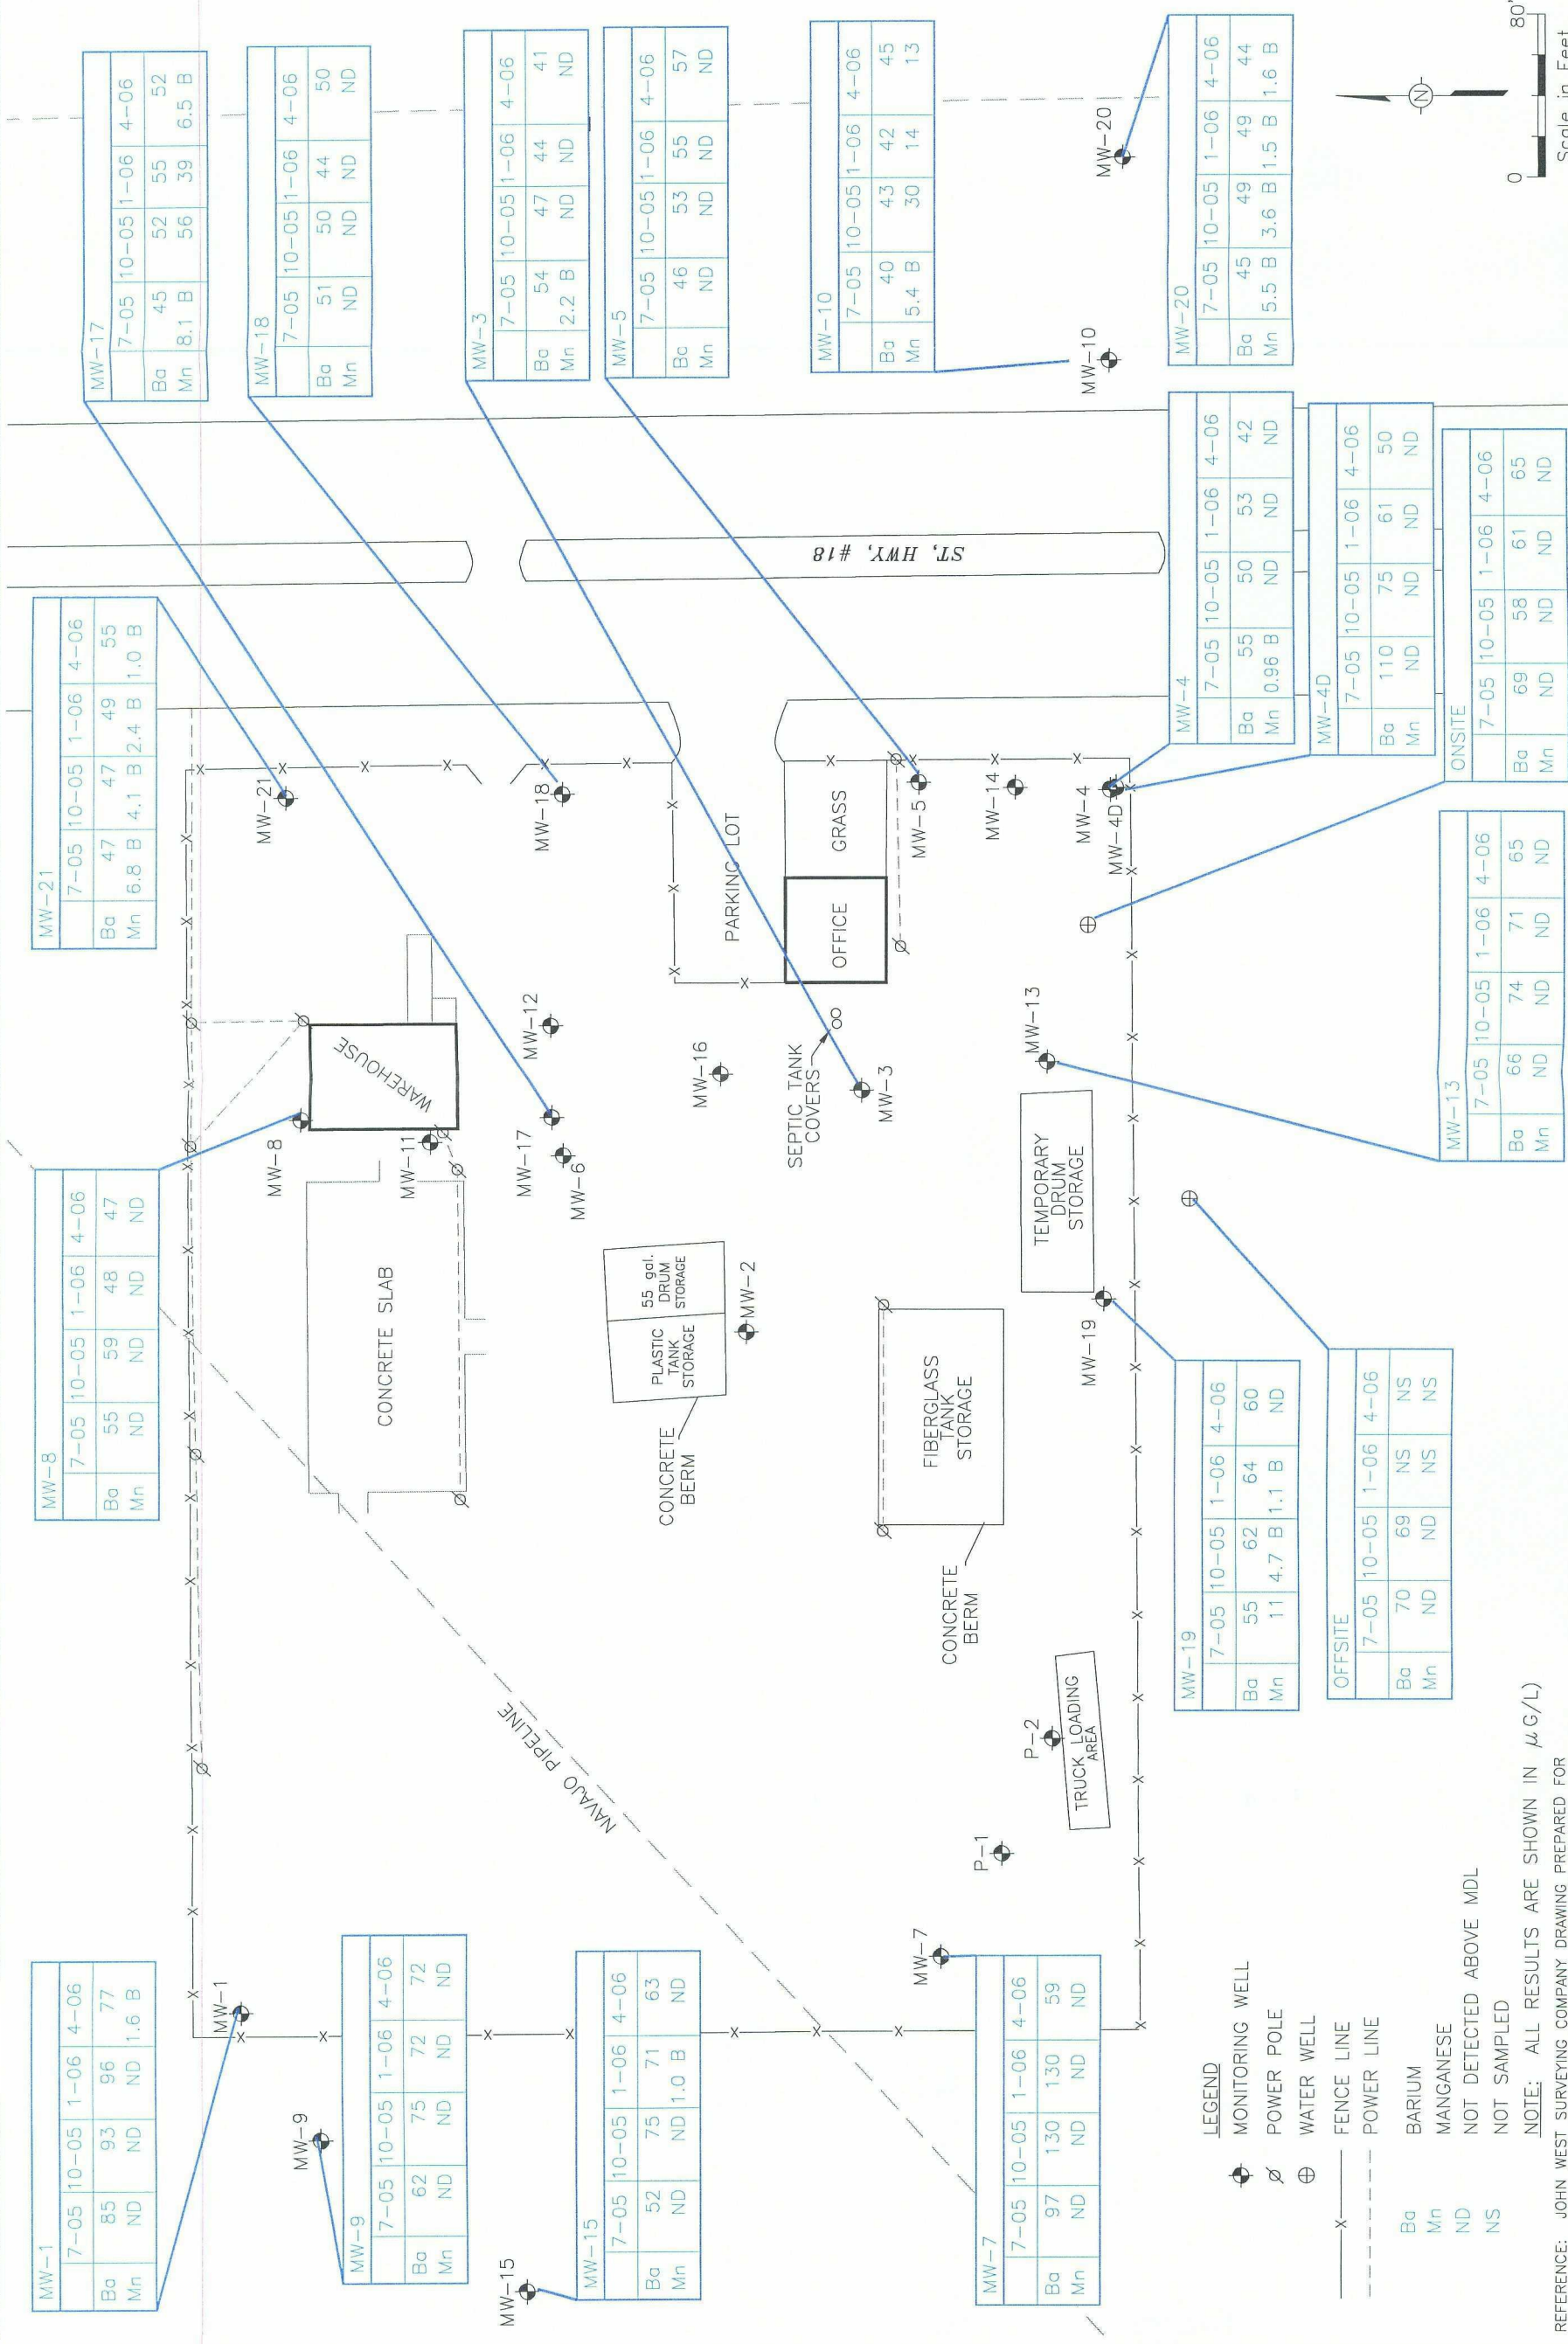 MW-1
7-05 10-05 1-06 4-06
Ba 85 93 96 77
Mn ND ND ND 1.6 B
MW-8
7-05 10-05 1-06 4-06
Ba 55 59 48 47
Mn ND ND ND ND
MW-21
7-05 10-05 1-06 4-06
Ba 47 47 49 55
Mn 6.8 B 4.1 B 2.4 B 1.0 B
MW-17
7-05 10-05 1-06 4-06
Ba 45 52 55 52
Mn 8.1 B 56 39 6.5 B
MW-18
7-05 10-05 1-06 4-06
Ba 51 50 44 50
Mn ND ND ND ND
MW-3
7-05 10-05 1-06 4-06
Ba 54 47 44 41
Mn 2.2 B ND ND ND
MW-5
7-05 10-05 1-06 4-06
Ba 46 53 55 57
Mn ND ND ND ND
MW-10
7-05 10-05 1-06 4-06
Ba 40 43 42 45
Mn 5.4 B 30 14 13
MW-20
7-05 10-05 1-06 4-06
Ba 45 49 49 44
Mn 5.5 B 3.6 B 1.5 B 1.6 B
MW-9
7-05 10-05 1-06 4-06
Ba 62 75 72 72
Mn ND ND ND ND
MW-15
7-05 10-05 1-06 4-06
Ba 52 75 71 63
Mn ND ND 1.0 B ND
MW-7
7-05 10-05 1-06 4-06
Ba 97 130 130 59
Mn ND ND ND ND
MW-19
7-05 10-05 1-06 4-06
Ba 55 62 64 60
Mn 11 4.7 B 1.1 B ND
OFFSITE
7-05 10-05 1-06 4-06
Ba 70 69 NS NS
Mn ND ND NS NS
MW-13
7-05 10-05 1-06 4-06
Ba 66 74 71 65
Mn ND ND ND ND
MW-4
7-05 10-05 1-06 4-06
Ba 55 50 53 42
Mn 0.96 B ND ND ND
MW-4D
7-05 10-05 1-06 4-06
Ba 110 75 61 50
Mn ND ND ND ND
ONSITE
7-05 10-05 1-06 4-06
Ba 69 58 61 65
Mn ND ND ND ND
MW-1
MW-9
MW-15
MW-8
MW-11
MW-17
MW-6
MW-12
MW-21
MW-18
MW-16
MW-2
MW-3
MW-5
MW-14
MW-4
MW-4D
MW-13
MW-19
MW-7
P-1
P-2
MW-10
MW-20
WAREHOUSE
CONCRETE SLAB
PLASTIC
TANK
STORAGE
55 gal.
DRUM
STORAGE
CONCRETE
BERM
NAVAJO PIPELINE
PARKING LOT
OFFICE
GRASS
SEPTIC TANK
COVERS
ST, HWY, #18
FIBERGLASS
TANK
STORAGE
CONCRETE
BERM
TEMPORARY
DRUM
STORAGE
TRUCK LOADING
AREA
LEGEND
MONITORING WELL
POWER POLE
WATER WELL
X FENCE LINE
POWER LINE
Ba BARIUM
Mn MANGANESE
ND NOT DETECTED ABOVE MDL
NS NOT SAMPLED
NOTE: ALL RESULTS ARE SHOWN IN µG/L)
REFERENCE: JOHN WEST SURVEYING COMPANY DRAWING PREPARED FOR
N
0 80'
Scale in Feet